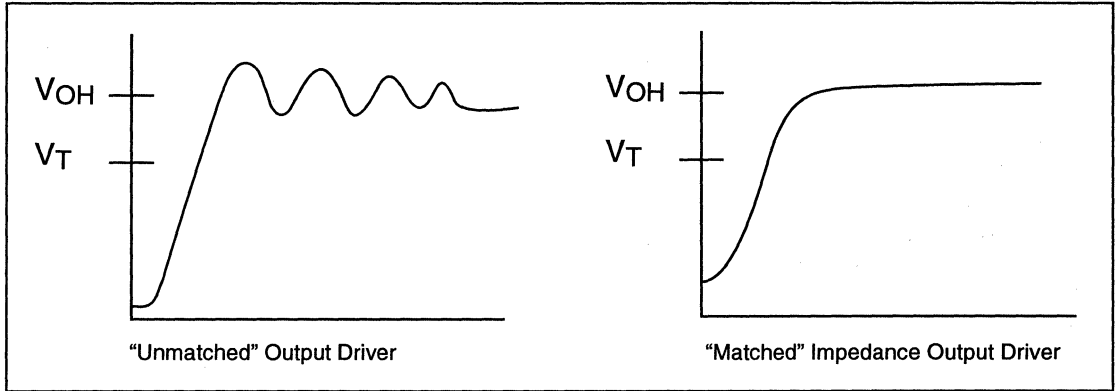 VOH
VT
"Unmatched" Output Driver
VOH
VT
"Matched" Impedance Output Driver